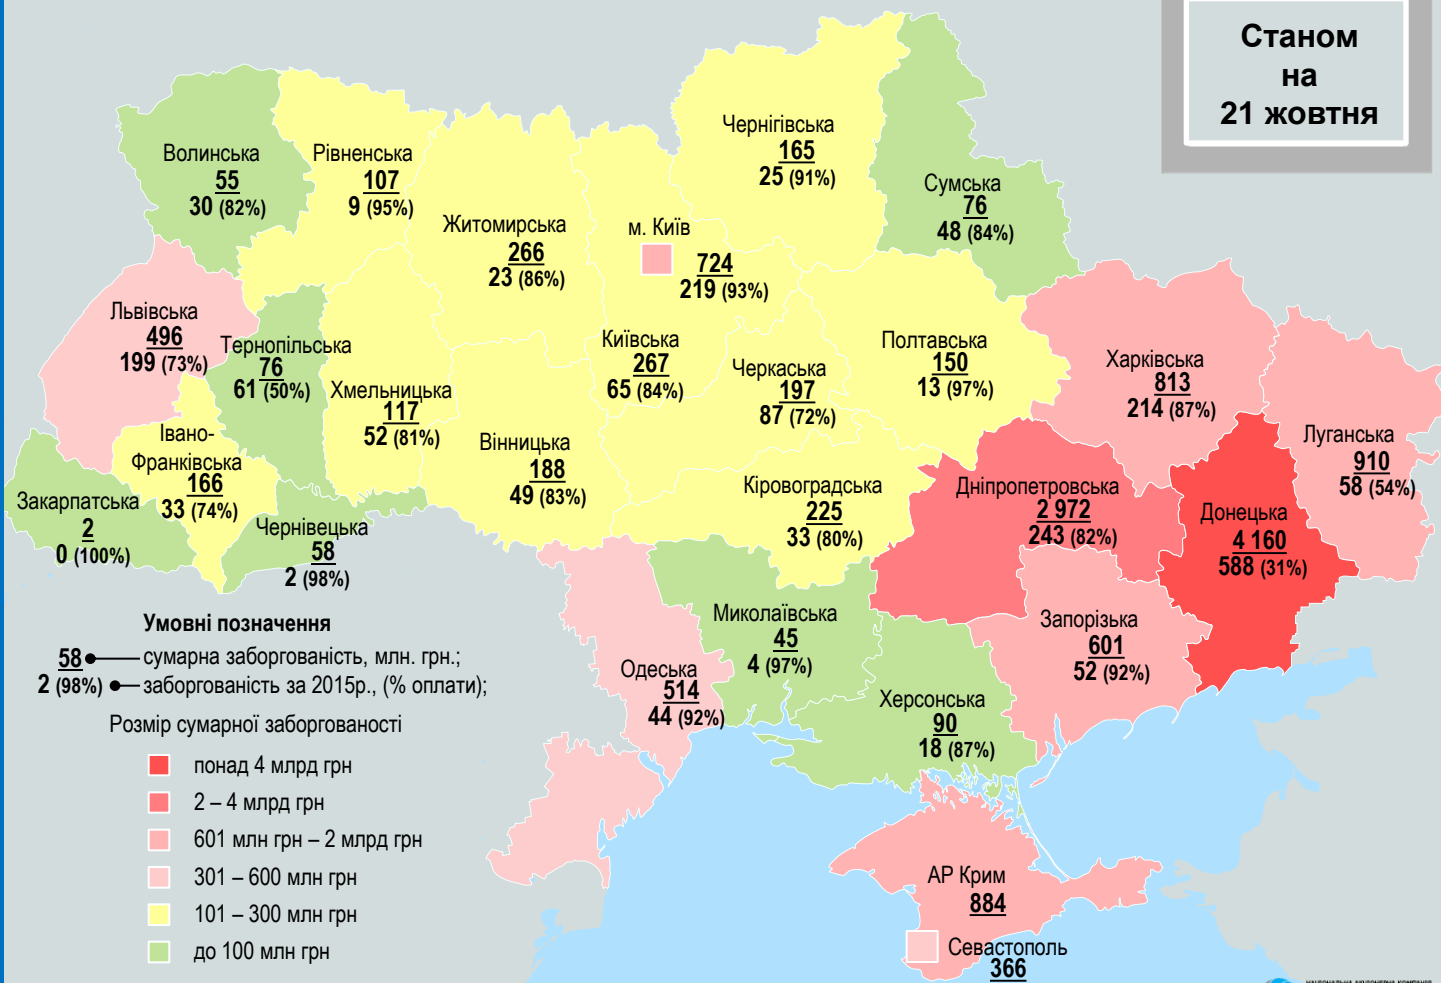 Станом
на
21 жовтня
Волинська
55
30 (82%)
Рівненська
107
9 (95%)
Житомирська
266
23 (86%)
м. Київ
724
219 (93%)
Чернігівська
165
25 (91%)
Сумська
76
48 (84%)
Львівська
496
199 (73%)
Тернопільська
76
61 (50%)
Хмельницька
117
52 (81%)
Київська
267
65 (84%)
Черкаська
197
87 (72%)
Полтавська
150
13 (97%)
Харківська
813
214 (87%)
Луганська
910
58 (54%)
Івано-
Франківська
166
33 (74%)
Вінницька
188
49 (83%)
Кіровоградська
225
33 (80%)
Дніпропетровська
2 972
243 (82%)
Донецька
4 160
588 (31%)
Закарпатська
2
0 (100%)
Чернівецька
58
2 (98%)
Миколаївська
45
4 (97%)
Запорізька
601
52 (92%)
Одеська
514
44 (92%)
Херсонська
90
18 (87%)
АР Крим
884
Севастополь
366
Умовні позначення
58 сумарна заборгованість, млн. грн.;
2 (98%) заборгованість за 2015р., (% оплати);
Розмір сумарної заборгованості
понад 4 млрд грн
2 – 4 млрд грн
601 млн грн – 2 млрд грн
301 – 600 млн грн
101 – 300 млн грн
до 100 млн грн